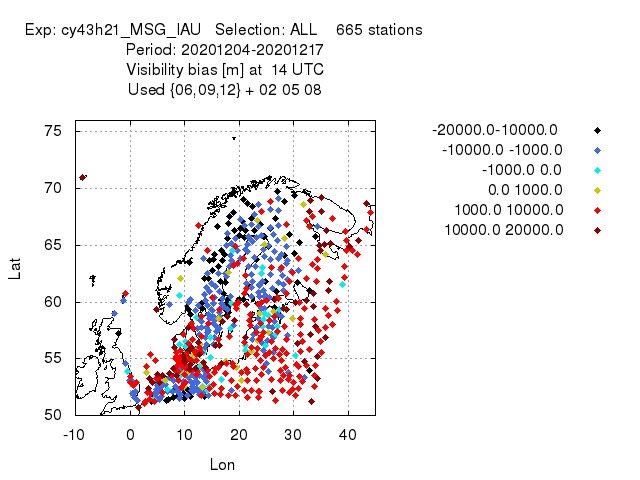 Exp: cy43h21_MSG_IAU   Selection: ALL    665 stations
Period: 20201204-20201217
Visibility bias [m] at  14 UTC
Used {06,09,12} + 02 05 08
-20000.0-10000.0
-10000.0 -1000.0
-1000.0 0.0
0.0 1000.0
1000.0 10000.0
10000.0 20000.0
75
70
65
60
55
50
Lat
-10 0 10 20 30 40
Lon